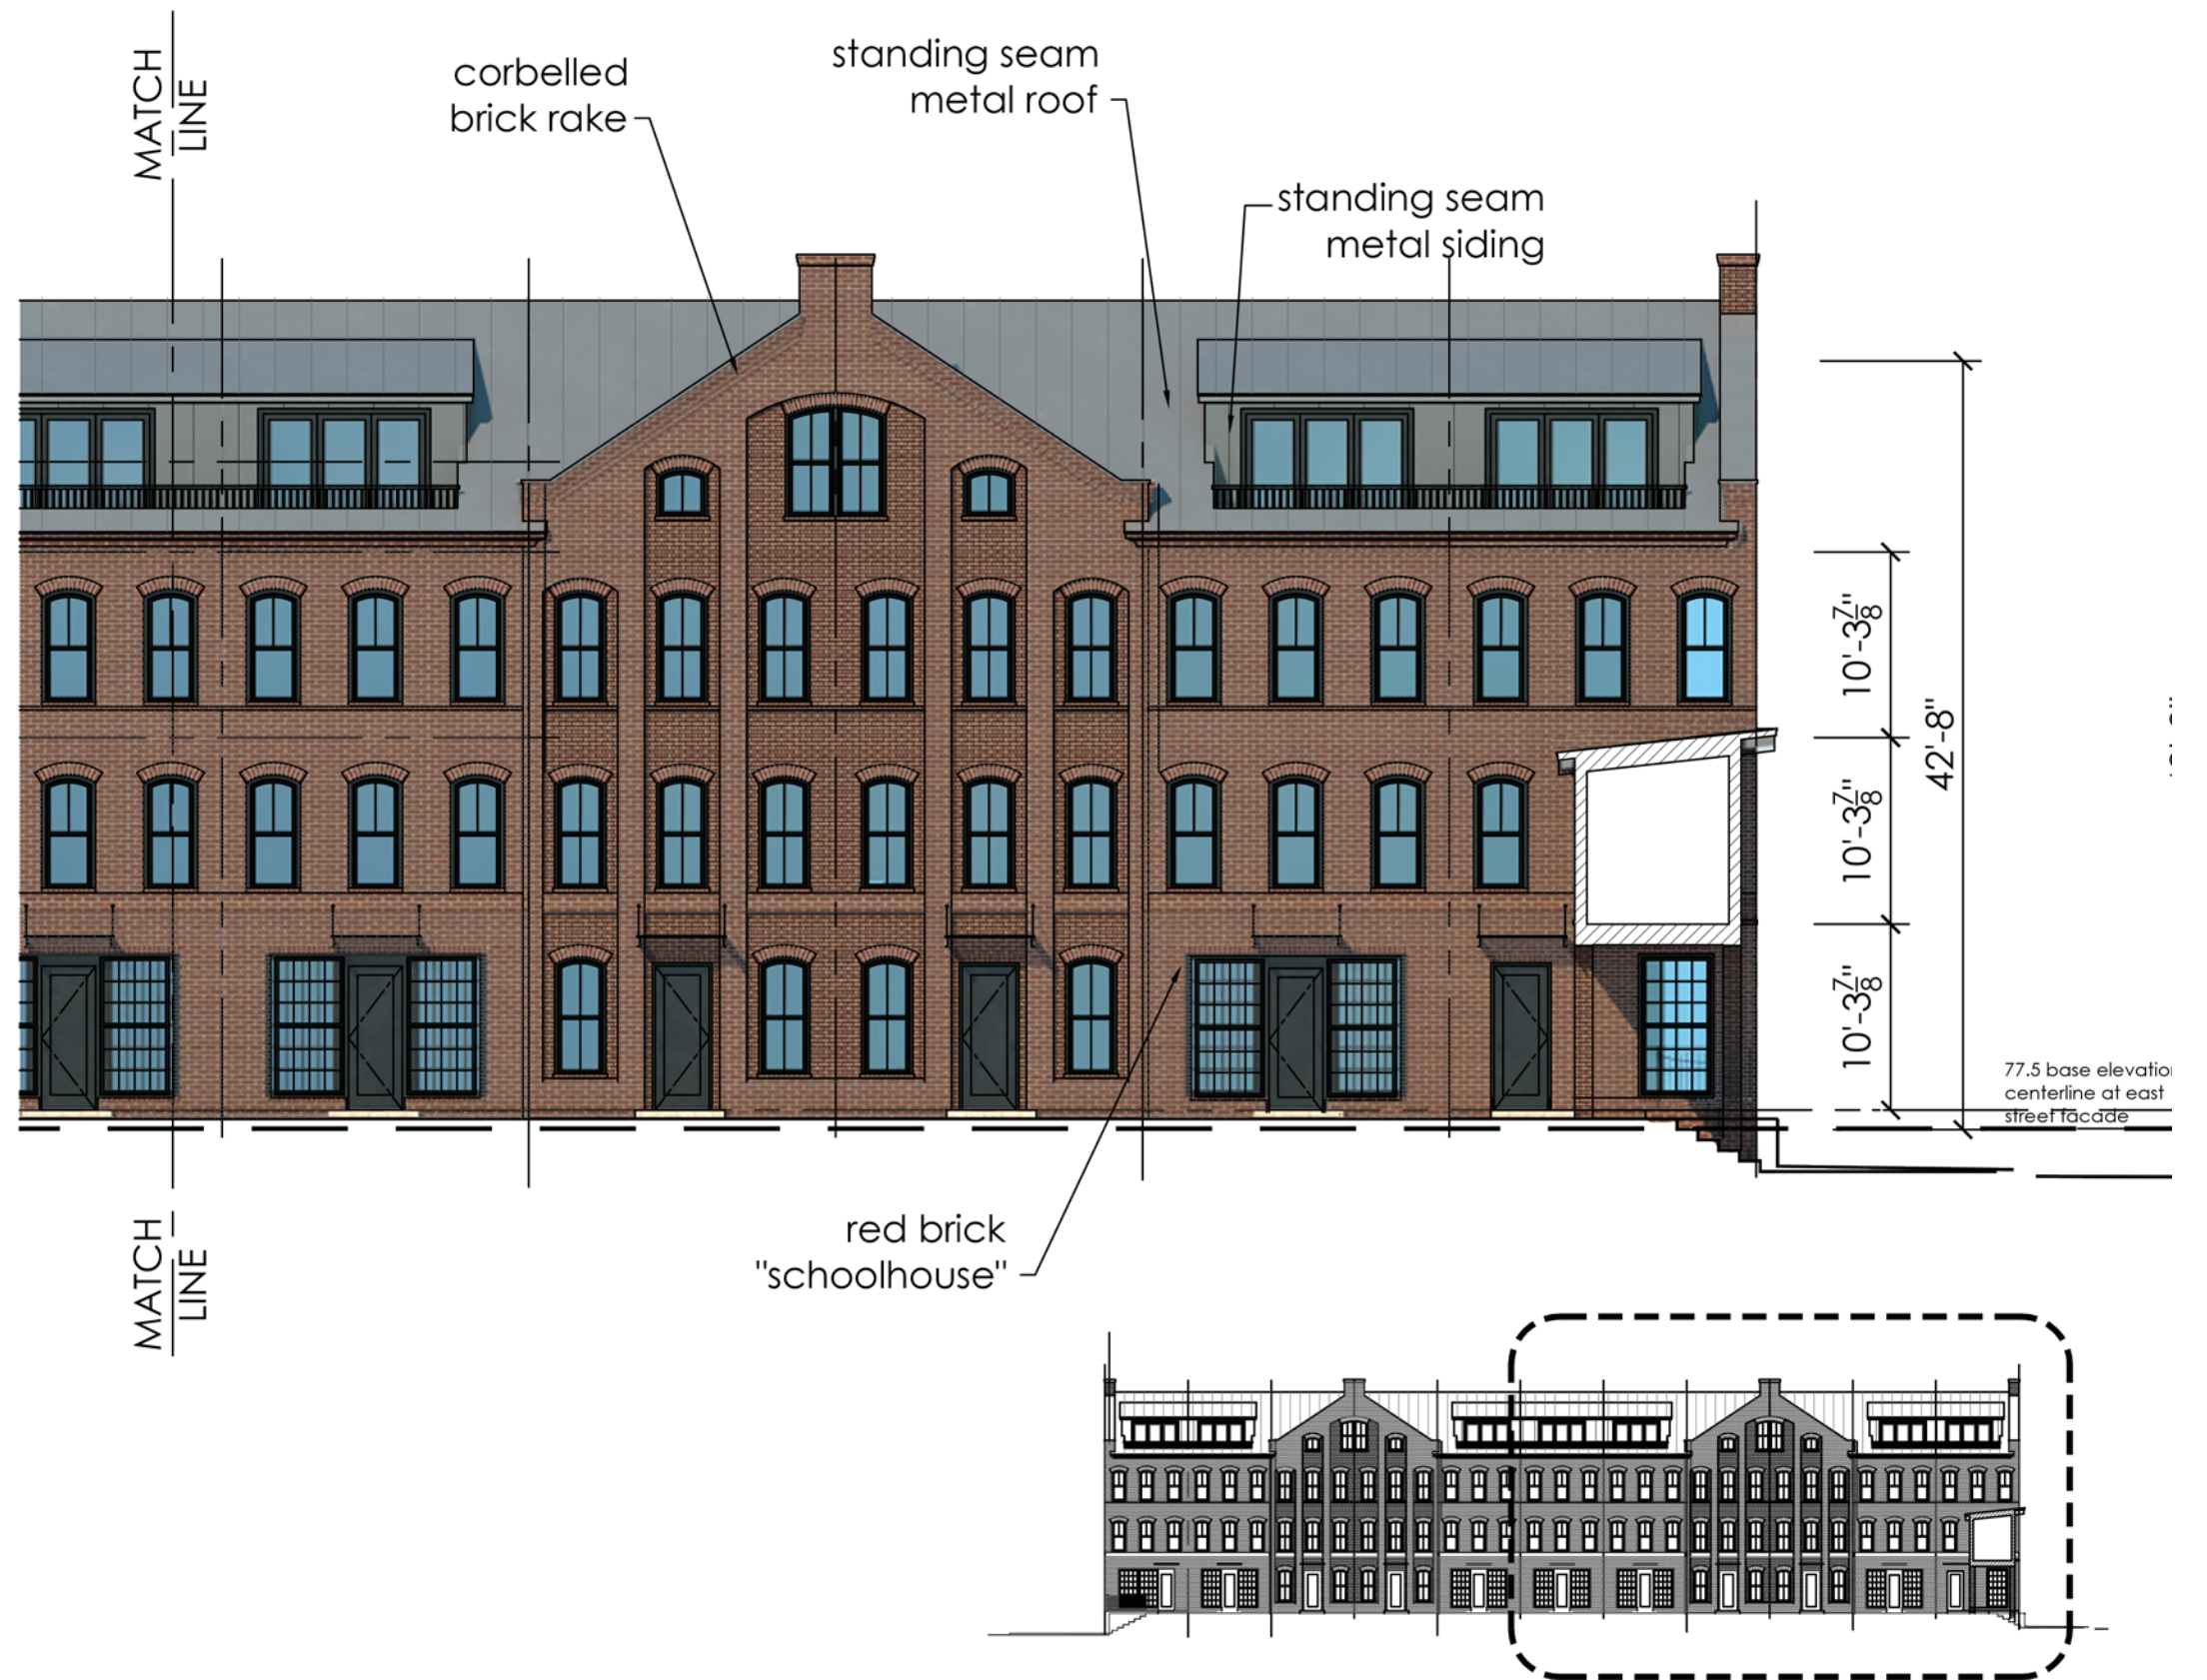 MATCH
LINE
corbelled
brick rake
standing seam
metal roof
standing seam
metal siding
10'-3⅞"
10'-3⅞"
10'-3⅞"
42'-8"
77.5 base elevation
centerline at east
street facade
red brick
"schoolhouse"
MATCH
LINE